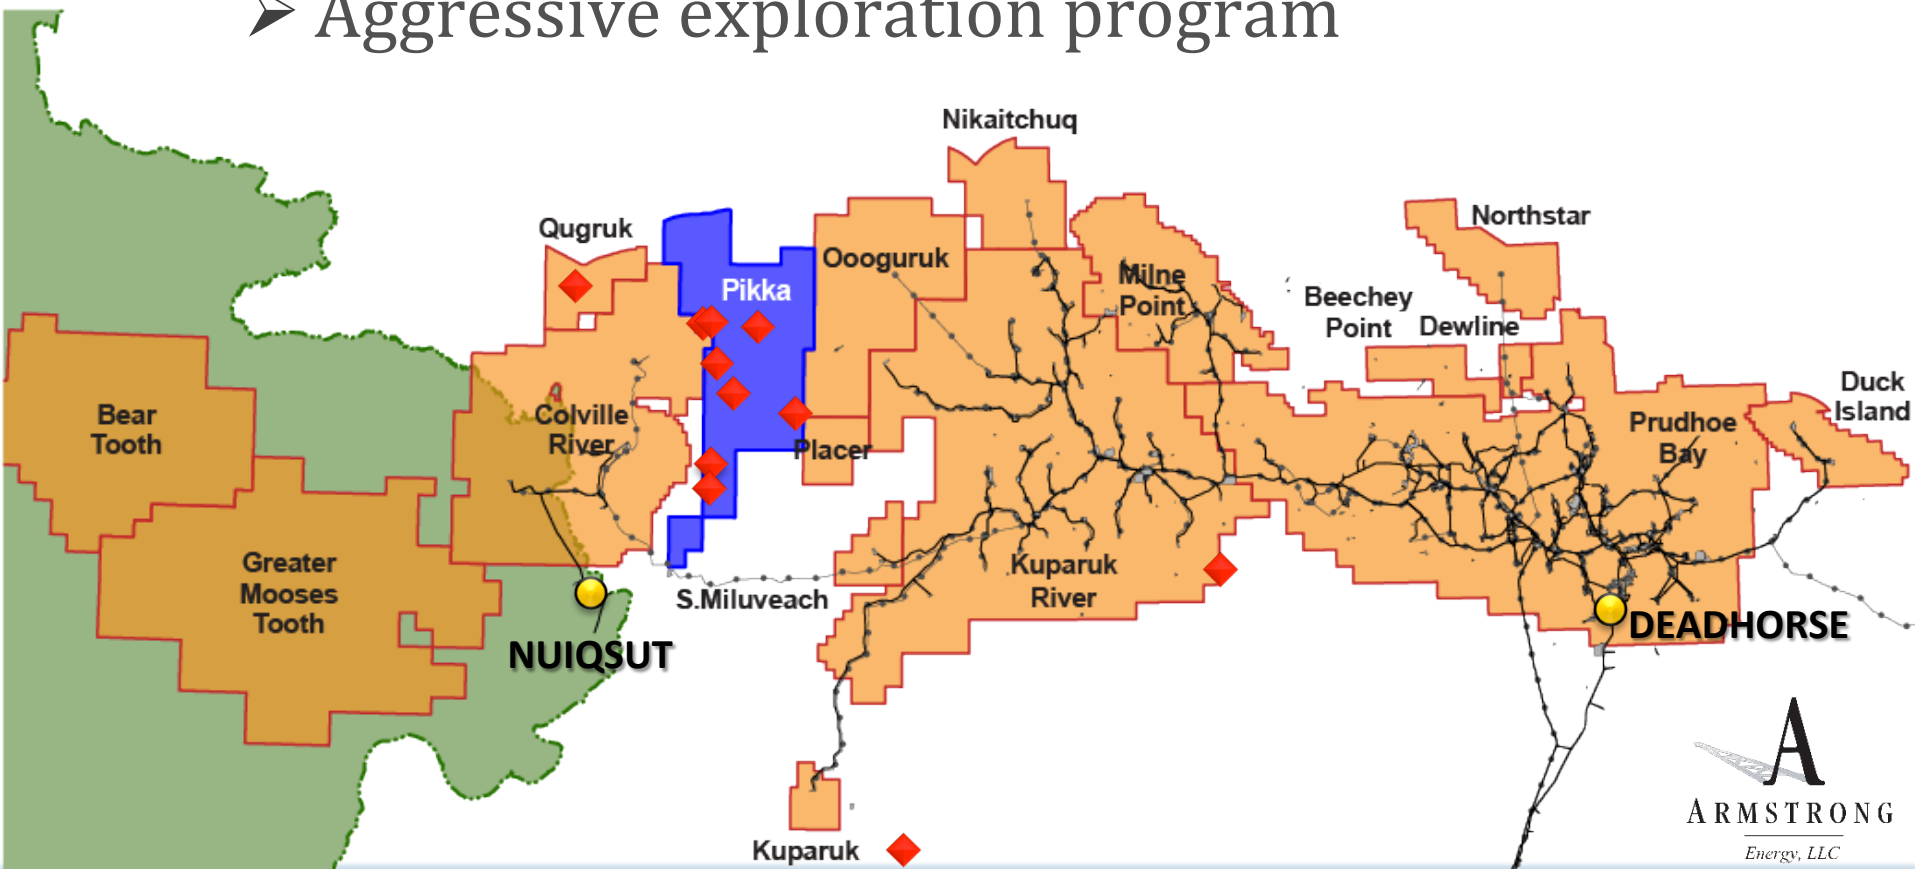 ➢ Aggressive exploration program
Nikaitchuq
Qugruk
Northstar
Pikka
Oooguruk
Milne
Point
Beechey
Point
Dewline
Duck
Island
Bear
Tooth
Colville
River
Placer
Prudhoe
Bay
Greater
Mooses
Tooth
Kuparuk
River
S.Miluveach
NUIQSUT
DEADHORSE
Kuparuk
ARMSTRONG
Energy, LLC